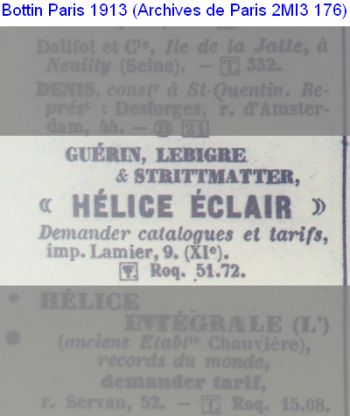 Bottin Paris 1913 (Archives de Paris 2MI3 176)
Dalifol et Cie, Ile de la Jatte, à
Neuilly (Seine). — T. 332.
DENIS, constr à St-Quentin. Re-
prést : Desforges, r. d'Amster-
dam, 44. — 21
GUÉRIN, LEBIGRE
& STRITTMATTER,
« HÉLICE ÉCLAIR »
Demander catalogues et tarifs,
imp. Lamier, 9. (XIe).
T. Roq. 51.72.
• HÉLICE
INTÉGRALE (L')
(anciens Etablts Chauvière),
records du monde,
demander tarif,
r. Servan, 52. — T. Roq. 15.08.